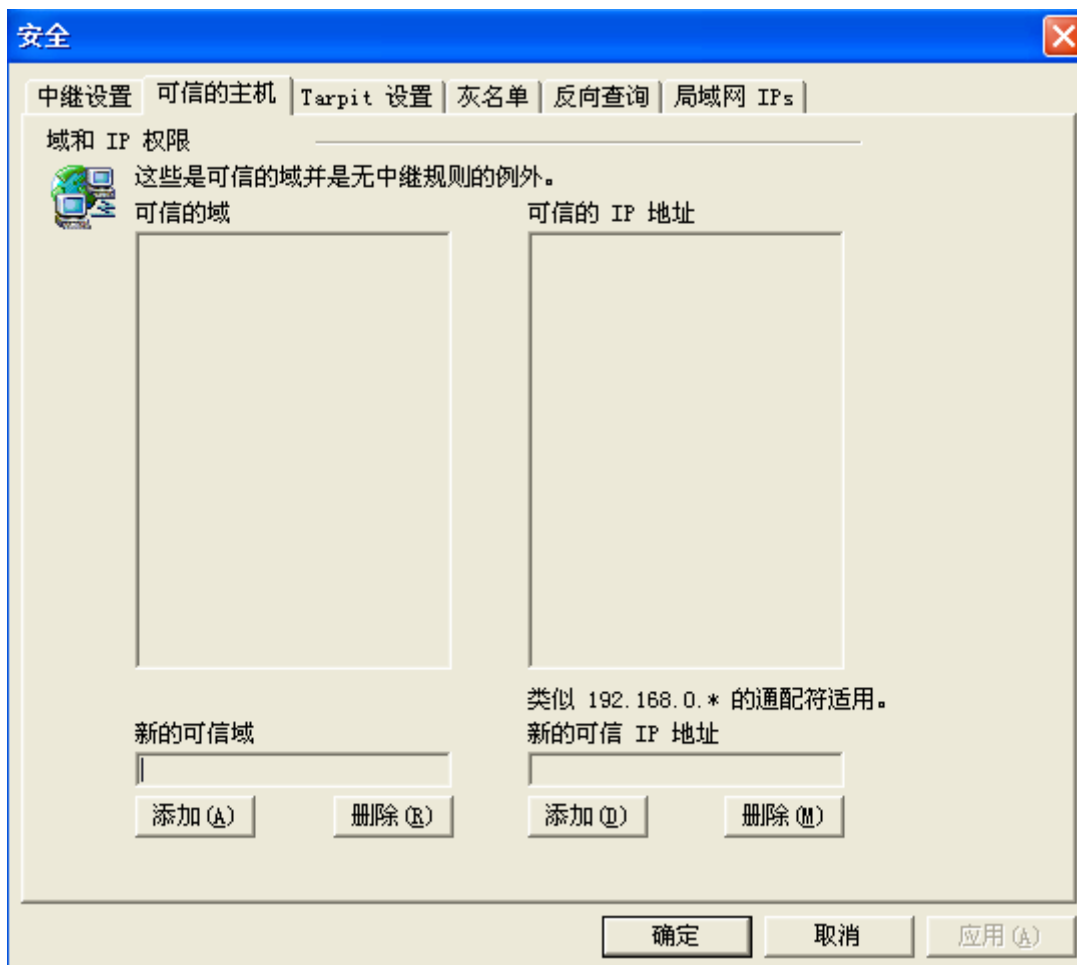 安全
中继设置 可信的主机 Tarpit 设置 灰名单 反向查询 局域网 IPs
域和 IP 权限
这些是可信的域并是无中继规则的例外。
可信的域 可信的 IP 地址
类似 192.168.0.* 的通配符适用。
新的可信域 新的可信 IP 地址
添加(A) 删除(R) 添加(D) 删除(M)
确定 取消 应用(A)